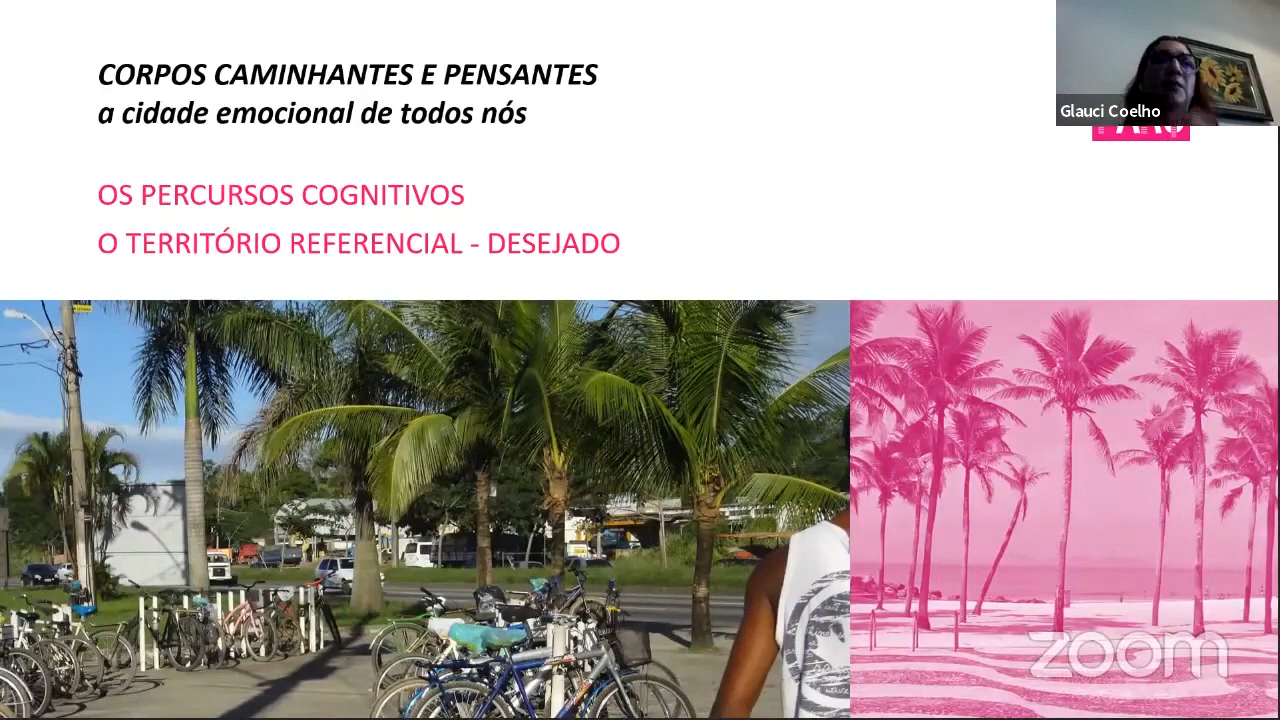 CORPOS CAMINHANTES E PENSANTES
a cidade emocional de todos nós
Glauci Coelho
OS PERCURSOS COGNITIVOS
O TERRITÓRIO REFERENCIAL - DESEJADO
zoom